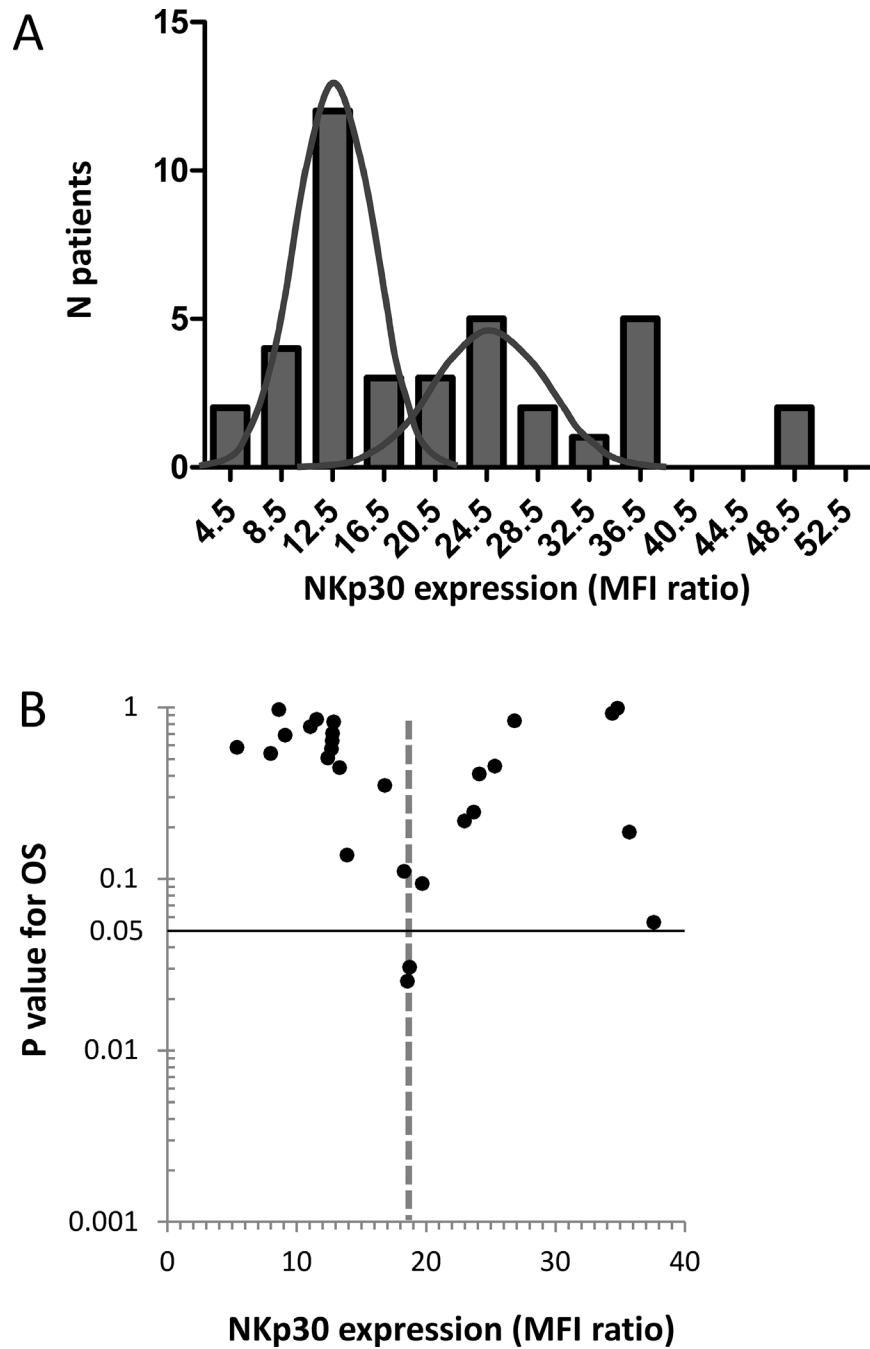 A
15
10
5
0
N patients
4.5 8.5 12.5 16.5 20.5 24.5 28.5 32.5 36.5 40.5 44.5 48.5 52.5
NKp30 expression (MFI ratio)
B
1
0.1
0.05
0.01
0.001
P value for OS
0 10 20 30 40
NKp30 expression (MFI ratio)